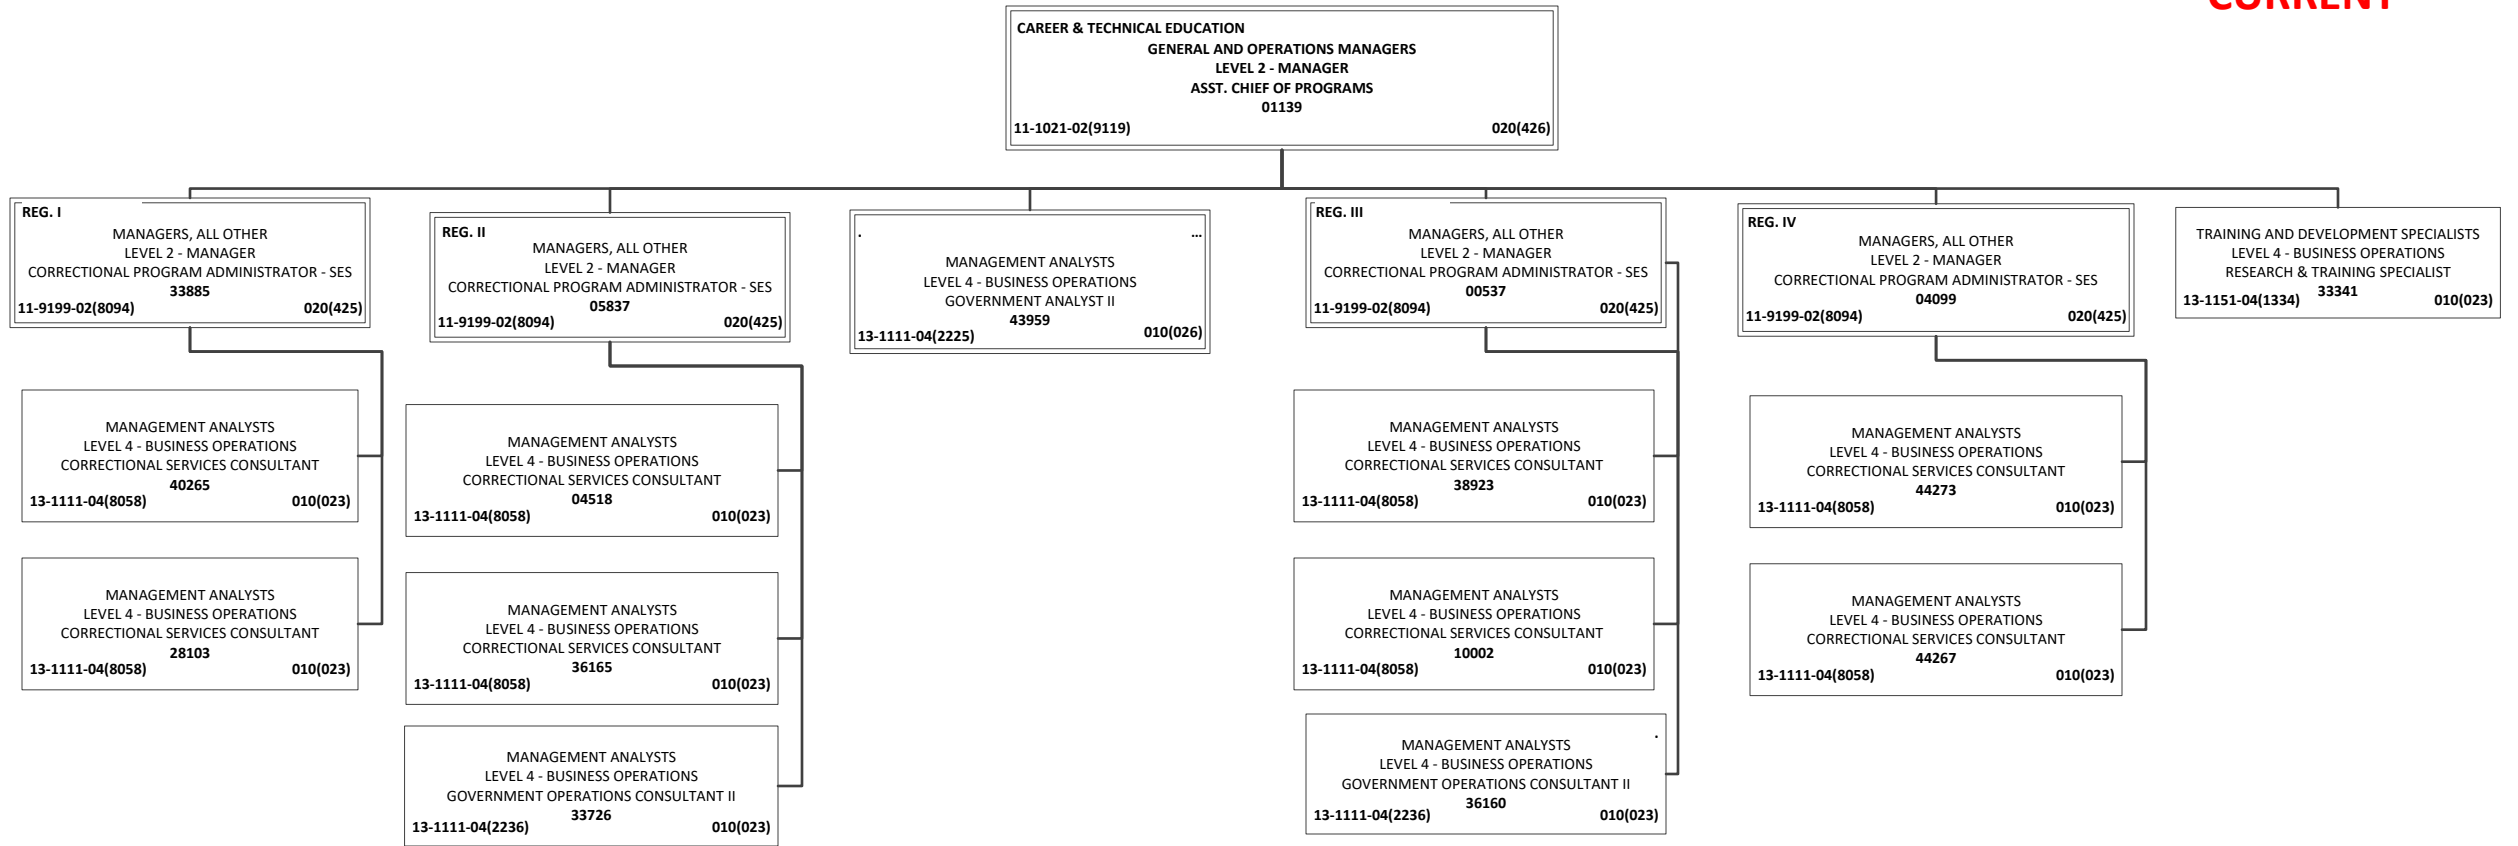 CURRENT
CAREER & TECHNICAL EDUCATION
GENERAL AND OPERATIONS MANAGERS
LEVEL 2 - MANAGER
ASST. CHIEF OF PROGRAMS
01139
11-1021-02(9119) 020(426)
REG. I
MANAGERS, ALL OTHER
LEVEL 2 - MANAGER
CORRECTIONAL PROGRAM ADMINISTRATOR - SES
33885
11-9199-02(8094) 020(425)
REG. II
MANAGERS, ALL OTHER
LEVEL 2 - MANAGER
CORRECTIONAL PROGRAM ADMINISTRATOR - SES
05837
11-9199-02(8094) 020(425)
. ...
MANAGEMENT ANALYSTS
LEVEL 4 - BUSINESS OPERATIONS
GOVERNMENT ANALYST II
43959
13-1111-04(2225) 010(026)
REG. III
MANAGERS, ALL OTHER
LEVEL 2 - MANAGER
CORRECTIONAL PROGRAM ADMINISTRATOR - SES
00537
11-9199-02(8094) 020(425)
REG. IV
MANAGERS, ALL OTHER
LEVEL 2 - MANAGER
CORRECTIONAL PROGRAM ADMINISTRATOR - SES
04099
11-9199-02(8094) 020(425)
TRAINING AND DEVELOPMENT SPECIALISTS
LEVEL 4 - BUSINESS OPERATIONS
RESEARCH & TRAINING SPECIALIST
33341
13-1151-04(1334) 010(023)
MANAGEMENT ANALYSTS
LEVEL 4 - BUSINESS OPERATIONS
CORRECTIONAL SERVICES CONSULTANT
40265
13-1111-04(8058) 010(023)
MANAGEMENT ANALYSTS
LEVEL 4 - BUSINESS OPERATIONS
CORRECTIONAL SERVICES CONSULTANT
04518
13-1111-04(8058) 010(023)
MANAGEMENT ANALYSTS
LEVEL 4 - BUSINESS OPERATIONS
CORRECTIONAL SERVICES CONSULTANT
38923
13-1111-04(8058) 010(023)
MANAGEMENT ANALYSTS
LEVEL 4 - BUSINESS OPERATIONS
CORRECTIONAL SERVICES CONSULTANT
44273
13-1111-04(8058) 010(023)
MANAGEMENT ANALYSTS
LEVEL 4 - BUSINESS OPERATIONS
CORRECTIONAL SERVICES CONSULTANT
28103
13-1111-04(8058) 010(023)
MANAGEMENT ANALYSTS
LEVEL 4 - BUSINESS OPERATIONS
CORRECTIONAL SERVICES CONSULTANT
36165
13-1111-04(8058) 010(023)
MANAGEMENT ANALYSTS
LEVEL 4 - BUSINESS OPERATIONS
CORRECTIONAL SERVICES CONSULTANT
10002
13-1111-04(8058) 010(023)
MANAGEMENT ANALYSTS
LEVEL 4 - BUSINESS OPERATIONS
CORRECTIONAL SERVICES CONSULTANT
44267
13-1111-04(8058) 010(023)
MANAGEMENT ANALYSTS
LEVEL 4 - BUSINESS OPERATIONS
GOVERNMENT OPERATIONS CONSULTANT II
33726
13-1111-04(2236) 010(023)
.
MANAGEMENT ANALYSTS
LEVEL 4 - BUSINESS OPERATIONS
GOVERNMENT OPERATIONS CONSULTANT II
36160
13-1111-04(2236) 010(023)